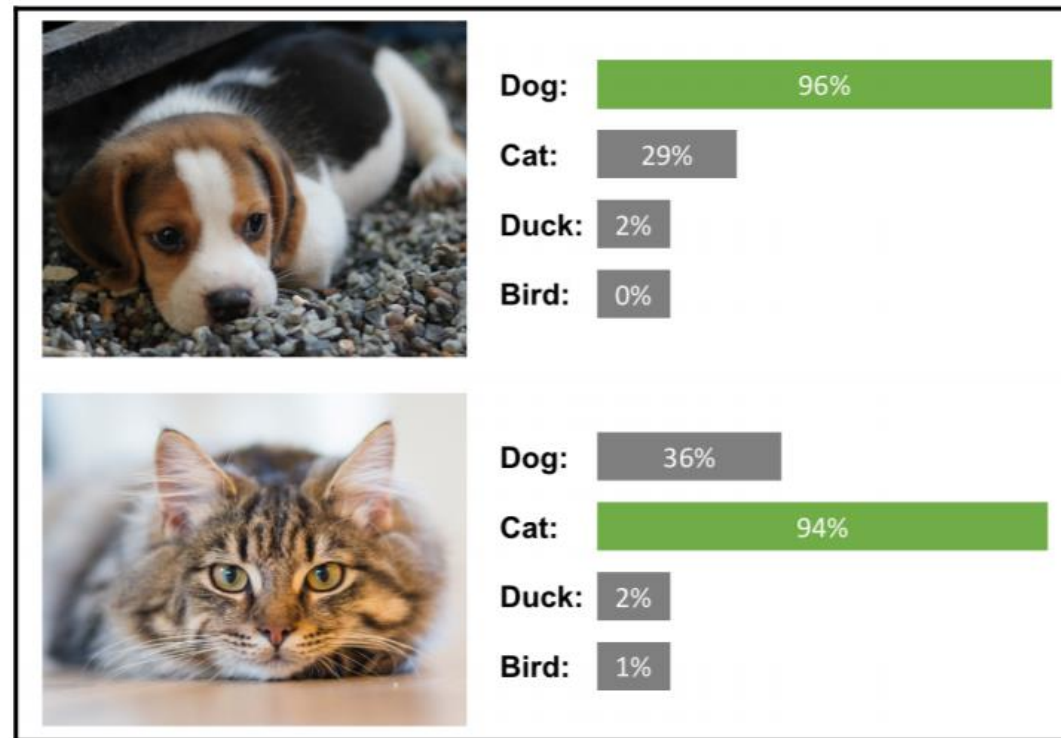 Dog: 96%
Cat: 29%
Duck: 2%
Bird: 0%
Dog: 36%
Cat: 94%
Duck: 2%
Bird: 1%